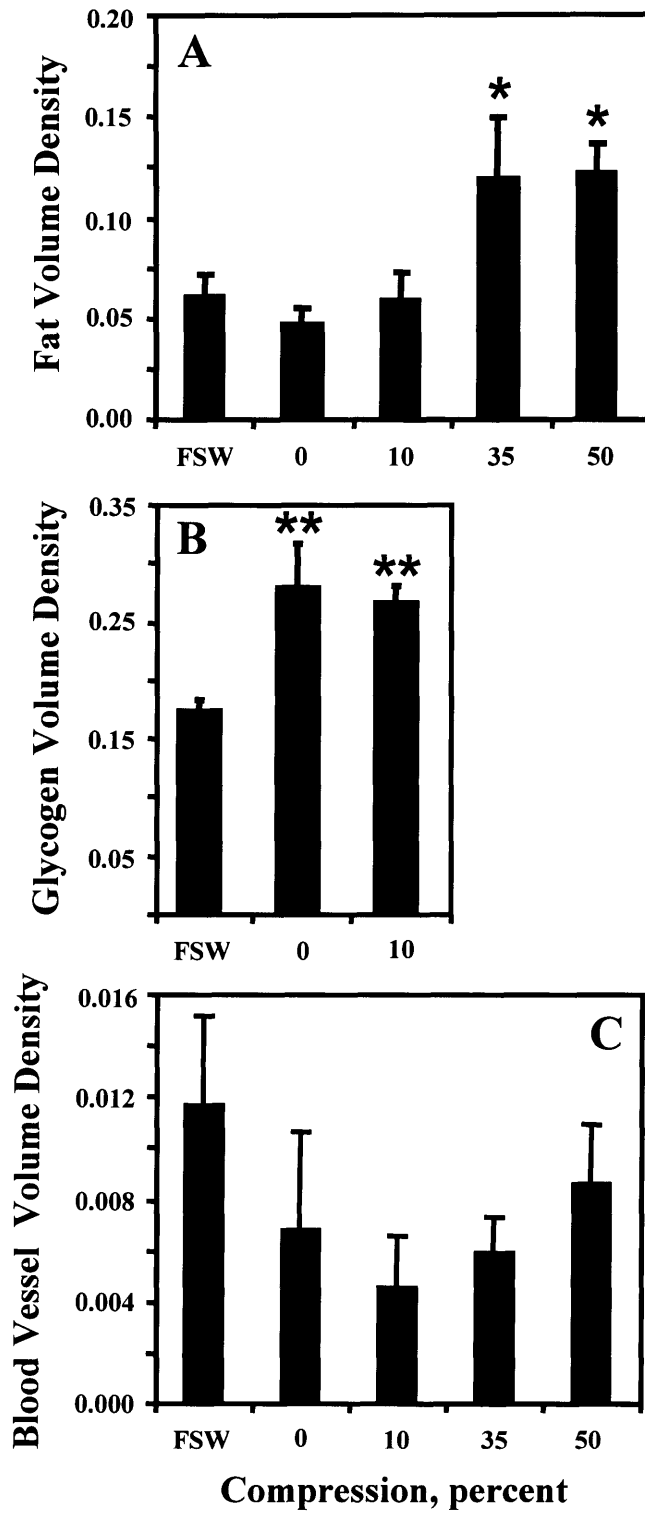 A
Fat Volume Density
0.20
0.15
0.10
0.05
0.00
*
*
FSW 0 10 35 50
B
Glycogen Volume Density
0.35
0.25
0.15
0.05
**
**
FSW 0 10
C
Blood Vessel Volume Density
0.016
0.012
0.008
0.004
0.000
FSW 0 10 35 50
Compression, percent